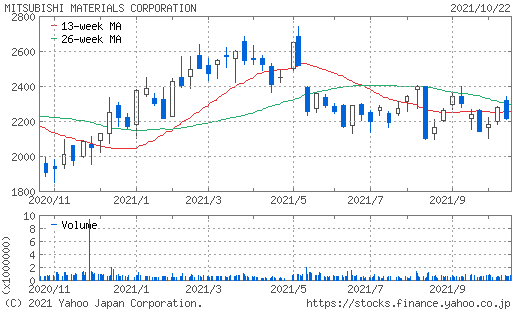 MITSUBISHI MATERIALS CORPORATION 2021/10/22
2800
13-week MA
26-week MA
2600
2400
2200
2000
1800
2020/11 2021/1 2021/3 2021/5 2021/7 2021/9
Volume
10
8
6
4
2
0
(x1000000)
2020/11 2021/1 2021/3 2021/5 2021/7 2021/9
(C) 2021 Yahoo Japan Corporation. https://stocks.finance.yahoo.co.jp/